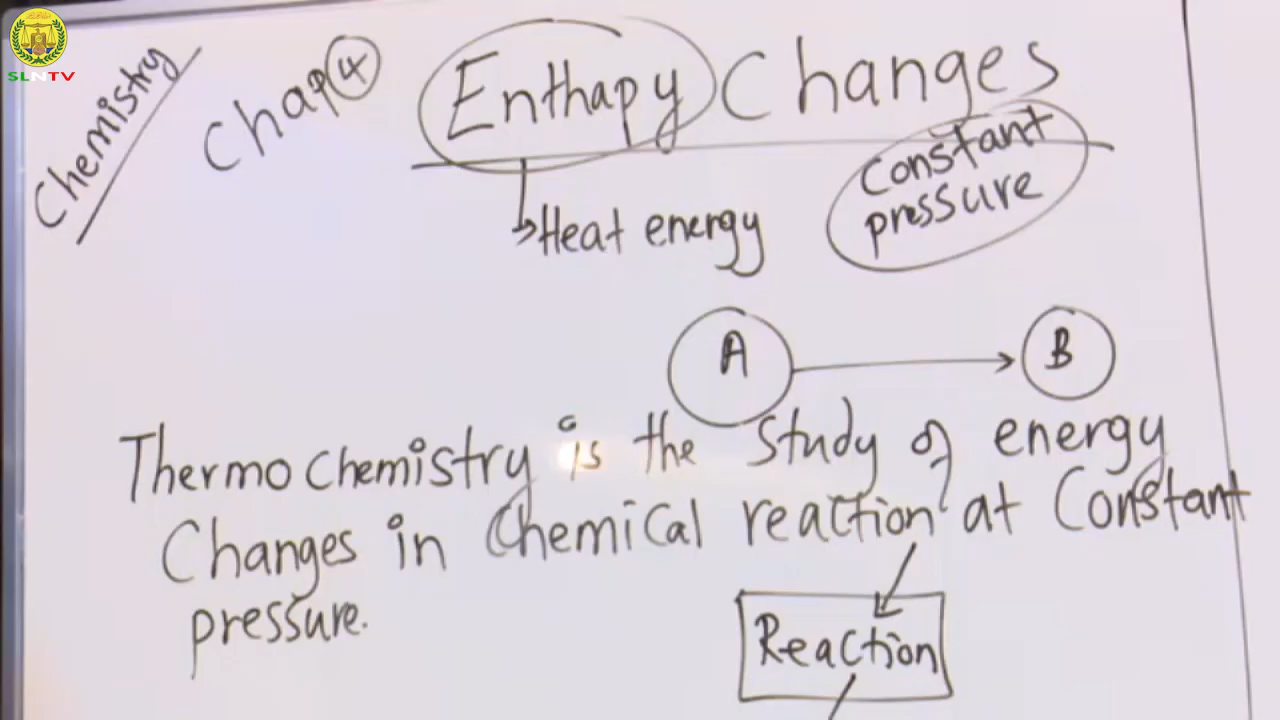 SLNTV
Chemistry
Chap 4
Enthapy Changes
Constant
pressure
Heat energy
A
B
Thermo chemistry is the study of energy
Changes in Chemical reaction at Constant
pressure.
Reaction